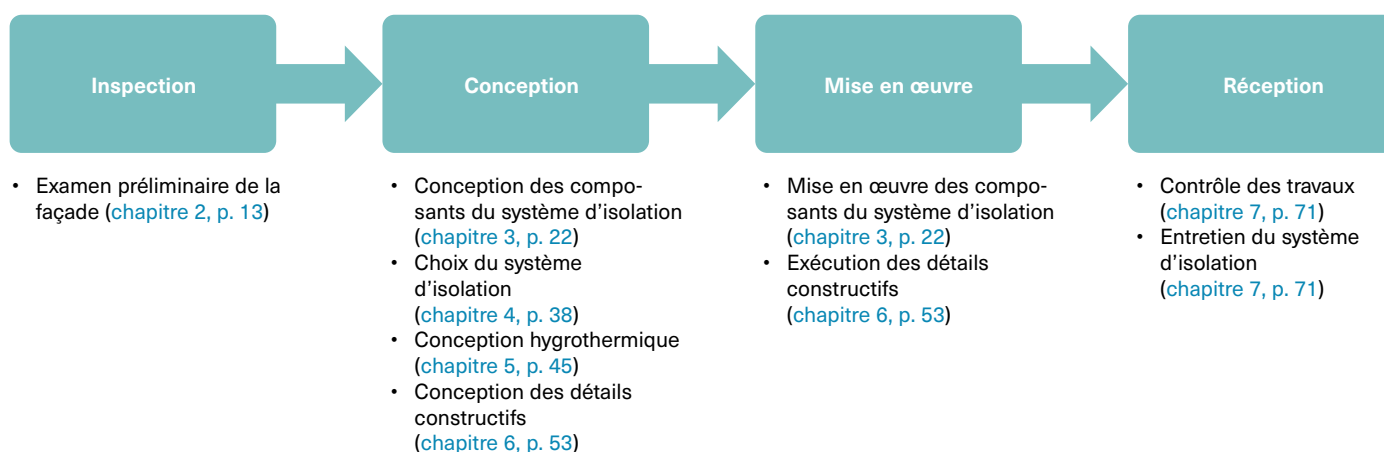 Inspection
Conception
Mise en œuvre
Réception
• Examen préliminaire de la
façade (chapitre 2, p. 13)
• Conception des compo-
sants du système d’isolation
(chapitre 3, p. 22)
• Choix du système
d’isolation
(chapitre 4, p. 38)
• Conception hygrothermique
(chapitre 5, p. 45)
• Conception des détails
constructifs
(chapitre 6, p. 53)
• Mise en œuvre des compo-
sants du système d’isolation
(chapitre 3, p. 22)
• Exécution des détails
constructifs
(chapitre 6, p. 53)
• Contrôle des travaux
(chapitre 7, p. 71)
• Entretien du système
d’isolation
(chapitre 7, p. 71)